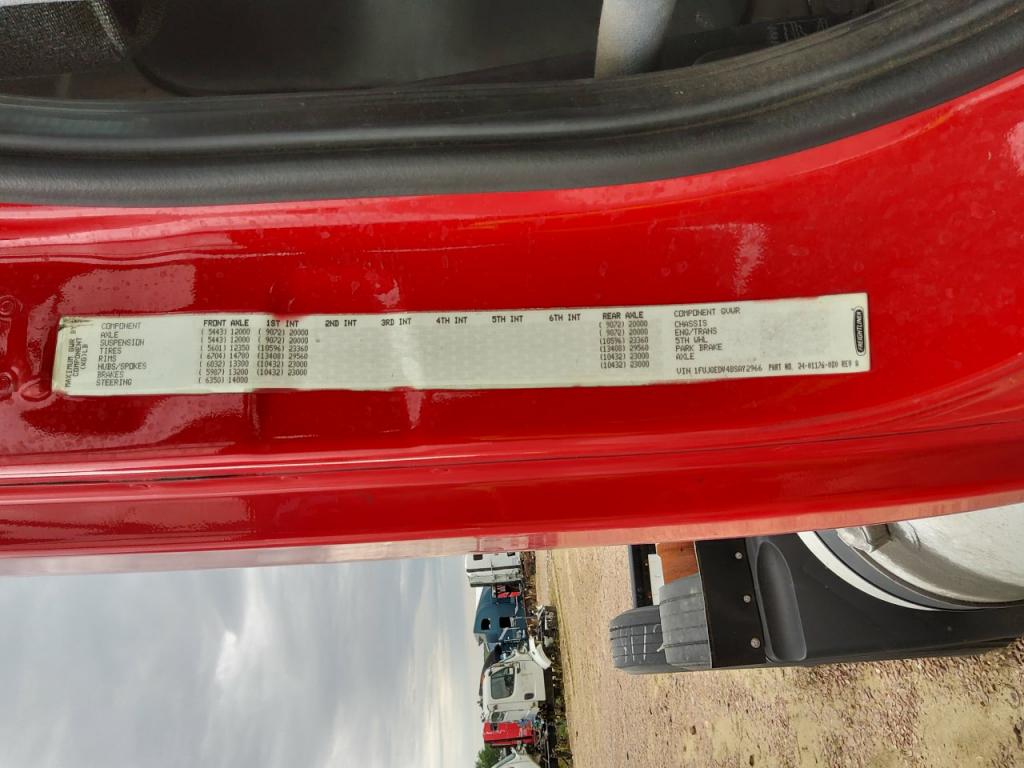 MAXIMUM GWR BY
COMPONENT
(KG)LB
COMPONENT FRONT AXLE 1ST INT 2ND INT 3RD INT 4TH INT 5TH INT 6TH INT REAR AXLE COMPONENT GVWR
AXLE ( 5443) 12000 ( 9072) 20000 ( 9072) 20000 CHASSIS
SUSPENSION ( 5443) 12000 ( 9072) 20000 ( 9072) 20000 ENG/TRANS
TIRES ( 5601) 12350 (10596) 23360 (10596) 23360 5TH WHL
RIMS ( 6704) 14780 (13408) 29560 (13408) 29560 PARK BRAKE
HUBS/SPOKES ( 6032) 13300 (10432) 23000 (10432) 23000 AXLE
BRAKES ( 5987) 13200 (10432) 23000 (10432) 23000
STEERING ( 6350) 14000
VIN 1FUJGEDV4BSAY2966 PART NO. 24-01176-000 REV B
FREIGHTLINER